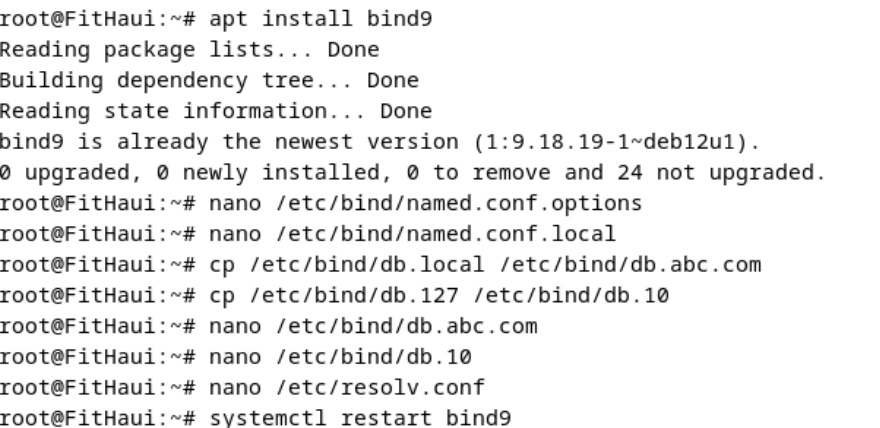 root@FitHaui:~# apt install bind9
Reading package lists... Done
Building dependency tree... Done
Reading state information... Done
bind9 is already the newest version (1:9.18.19-1~deb12u1).
0 upgraded, 0 newly installed, 0 to remove and 24 not upgraded.
root@FitHaui:~# nano /etc/bind/named.conf.options
root@FitHaui:~# nano /etc/bind/named.conf.local
root@FitHaui:~# cp /etc/bind/db.local /etc/bind/db.abc.com
root@FitHaui:~# cp /etc/bind/db.127 /etc/bind/db.10
root@FitHaui:~# nano /etc/bind/db.abc.com
root@FitHaui:~# nano /etc/bind/db.10
root@FitHaui:~# nano /etc/resolv.conf
root@FitHaui:~# systemctl restart bind9